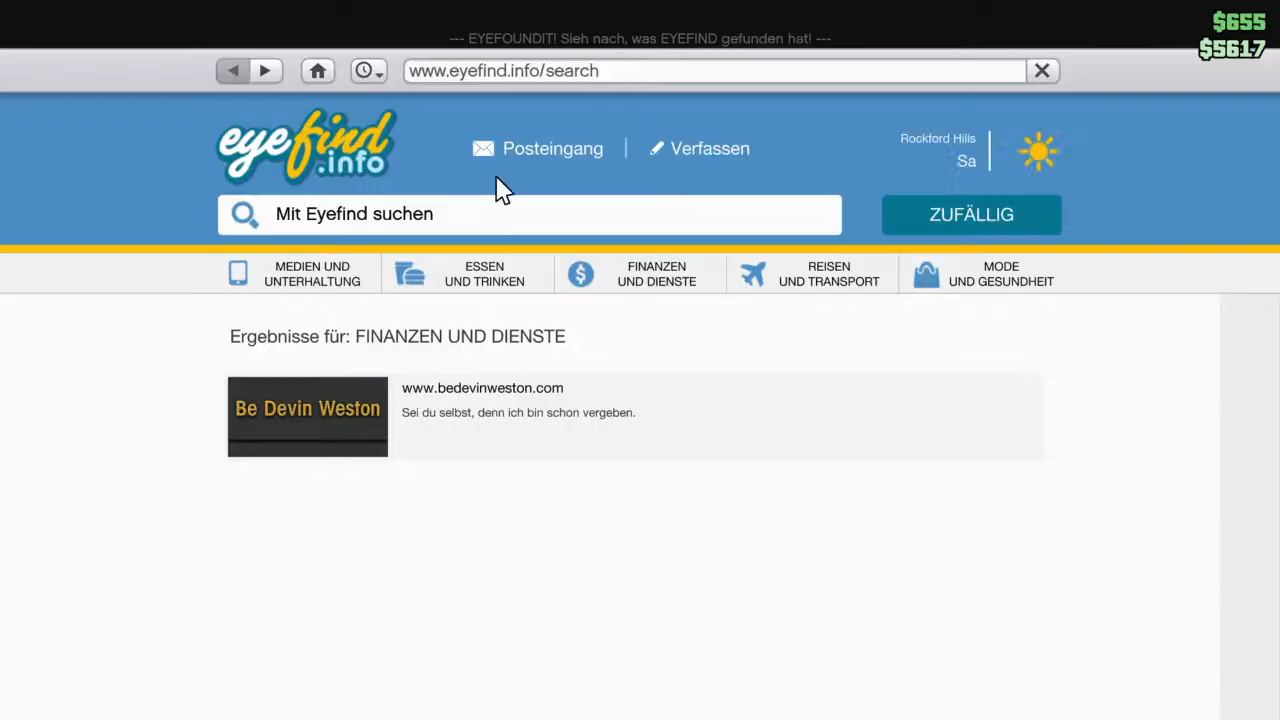 $655
--- EYEFOUNDIT! Sieh nach, was EYEFIND gefunden hat! ---
$5617
www.eyefind.info/search
eyefind
.info
Posteingang
Verfassen
Rockford Hills
Sa
Mit Eyefind suchen
ZUFÄLLIG
MEDIEN UND
UNTERHALTUNG
ESSEN
UND TRINKEN
FINANZEN
UND DIENSTE
REISEN
UND TRANSPORT
MODE
UND GESUNDHEIT
Ergebnisse für: FINANZEN UND DIENSTE
Be Devin Weston
www.bedevinweston.com
Sei du selbst, denn ich bin schon vergeben.